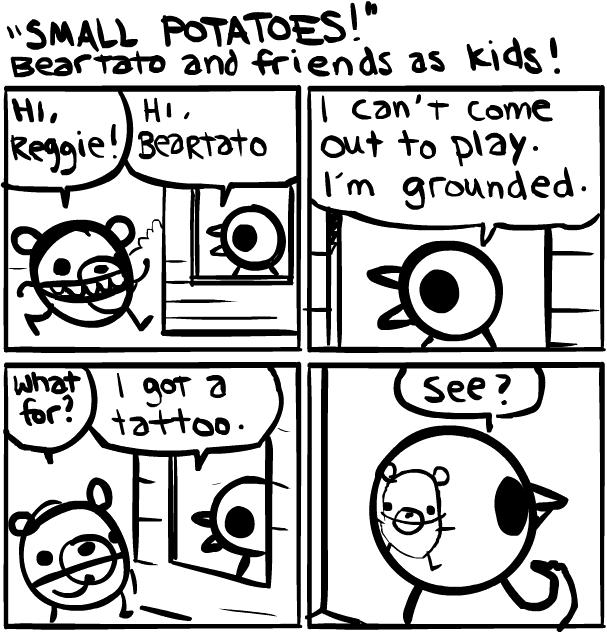 "SMALL POTATOES!"
Beartato and friends as kids!
Hi,
Reggie!
Hi,
Beartato
I can't come
out to play.
I'm grounded.
What
for?
I got a
tattoo.
See?